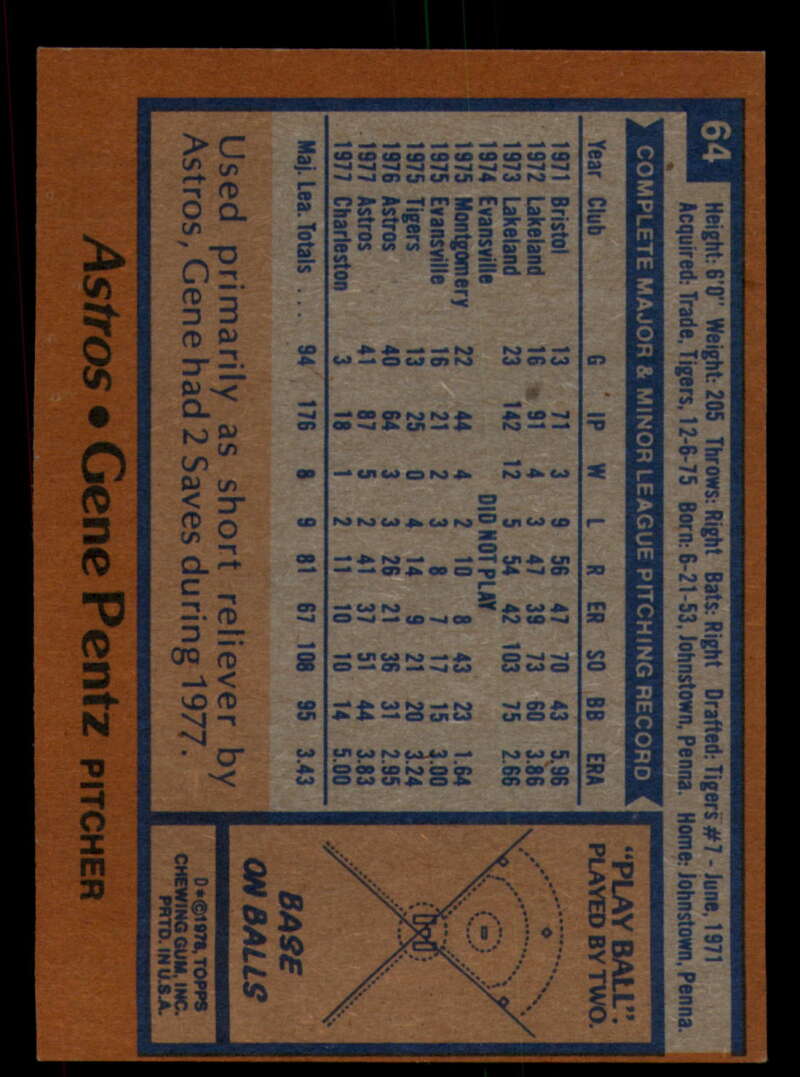 64
Height: 6'0" Weight: 205 Throws: Right Bats: Right Drafted: Tigers #7 - June, 1971
Acquired: Trade, Tigers, 12-6-75 Born: 6-21-53, Johnstown, Penna. Home: Johnstown, Penna.
COMPLETE MAJOR & MINOR LEAGUE PITCHING RECORD
Year Club G IP W L R ER SO BB ERA
1971 Bristol 13 71 3 9 56 47 70 43 5.96
1972 Lakeland 16 91 4 3 47 39 73 60 3.86
1973 Lakeland 23 142 12 5 54 42 103 75 2.66
1974 Evansville DID NOT PLAY
1975 Montgomery 22 44 4 2 10 8 43 23 1.64
1975 Evansville 16 21 2 3 8 7 17 15 3.00
1975 Tigers 13 25 0 4 14 9 21 20 3.24
1976 Astros 40 64 3 3 26 21 36 31 2.95
1977 Astros 41 87 5 2 41 37 51 44 3.83
1977 Charleston 3 18 1 2 11 10 10 14 5.00
Maj. Lea. Totals ... 94 176 8 9 81 67 108 95 3.43
Used primarily as short reliever by
Astros, Gene had 2 Saves during 1977.
"PLAY BALL":
PLAYED BY TWO.
BASE
ON BALLS
D*©1978, TOPPS
CHEWING GUM, INC.
PRTD. IN U.S.A.
Astros • Gene Pentz PITCHER